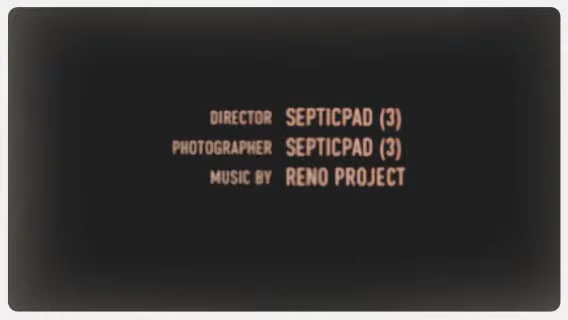 DIRECTOR SEPTICPAD (3)
PHOTOGRAPHER SEPTICPAD (3)
MUSIC BY RENO PROJECT